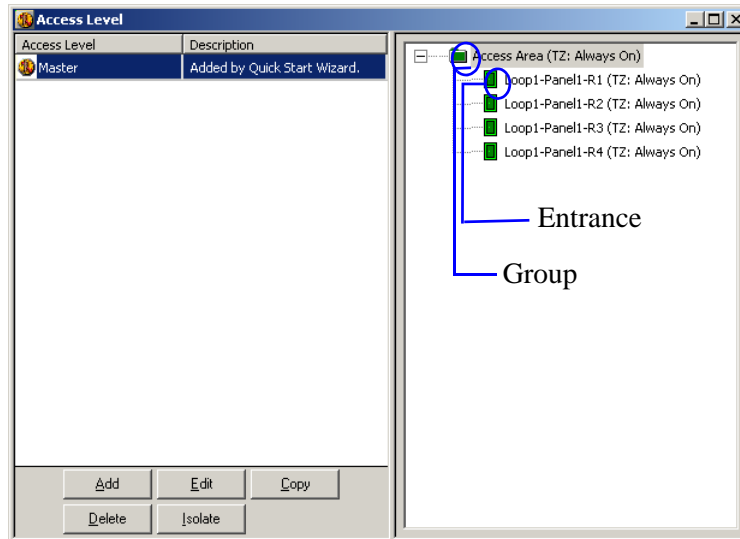 Access Level
Access Level Description
Master Added by Quick Start Wizard.
Access Area (TZ: Always On)
Loop1-Panel1-R1 (TZ: Always On)
Loop1-Panel1-R2 (TZ: Always On)
Loop1-Panel1-R3 (TZ: Always On)
Loop1-Panel1-R4 (TZ: Always On)
Entrance
Group
Add Edit Copy
Delete Isolate